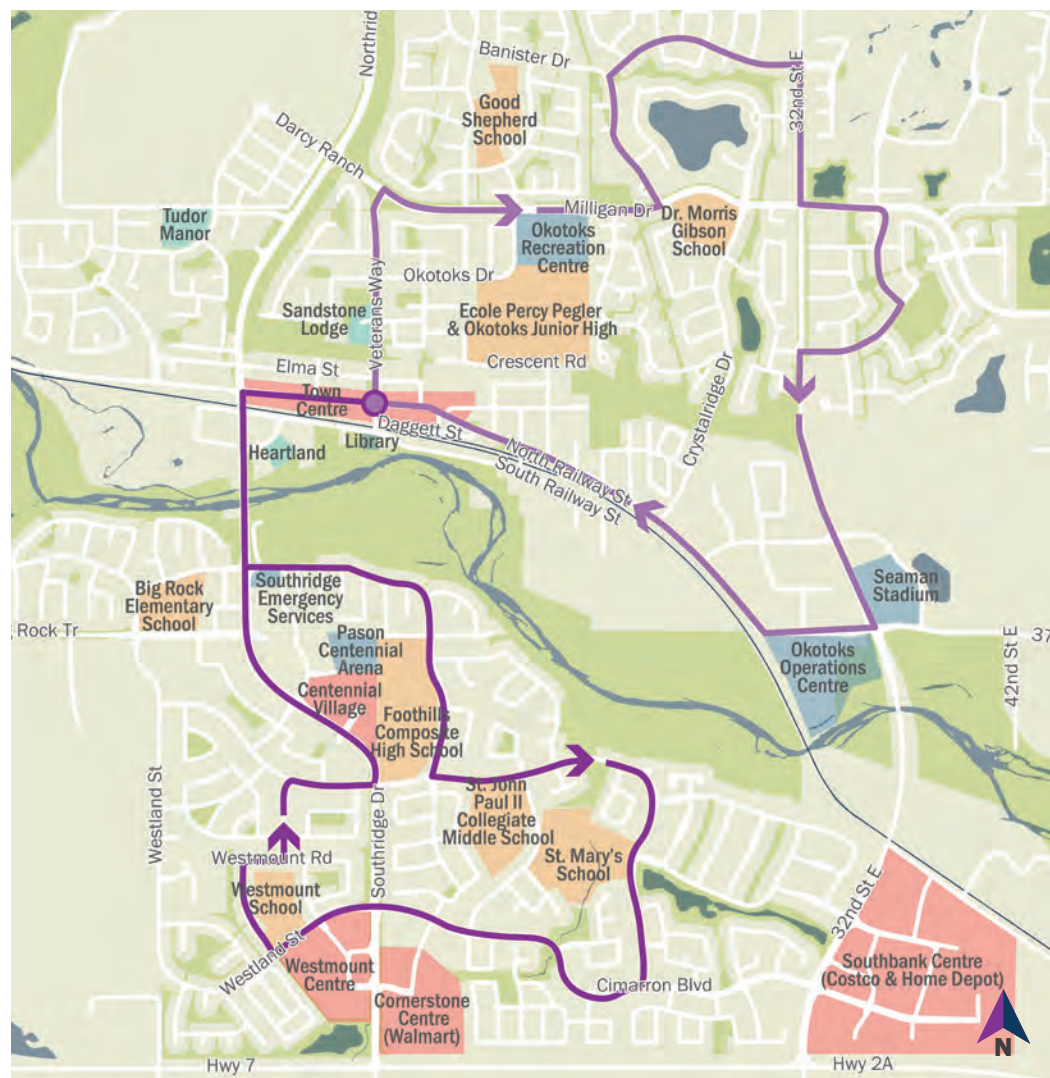 Northrid
Banister Dr
32nd St E
Good
Shepherd
School
Darcy Ranch
Tudor
Manor
Milligan Dr
Dr. Morris
Gibson
School
Okotoks
Recreation
Centre
Okotoks Dr
Veterans Way
Sandstone
Lodge
Ecole Percy Pegler
& Okotoks Junior High
Crescent Rd
Elma St
Crystalridge Dr
Town
Centre
Daggett St
Library
Heartland
North Railway St
South Railway St
Big Rock
Elementary
School
Southridge
Emergency
Services
Seaman
Stadium
Rock Tr
37
42nd St E
Pason
Centennial
Arena
Okotoks
Operations
Centre
Centennial
Village
Foothills
Composite
High School
Westland St
Southridge Dr
St. John
Paul II
Collegiate
Middle School
St. Mary's
School
Westmount Rd
Westmount
School
32nd St E
Westland St
Westmount
Centre
Cimarron Blvd
Southbank Centre
(Costco & Home Depot)
Cornerstone
Centre
(Walmart)
N
Hwy 7
Hwy 2A